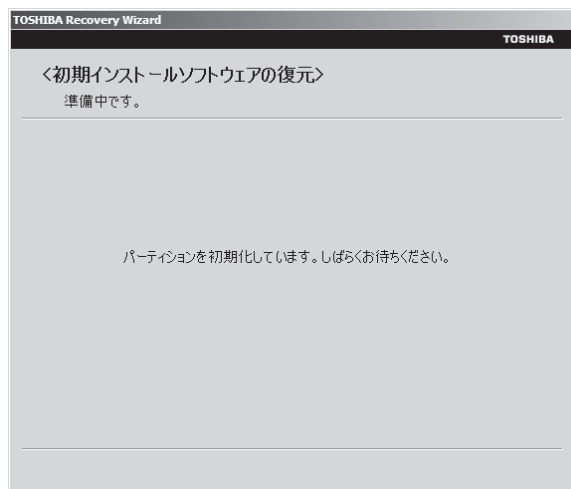 TOSHIBA Recovery Wizard
TOSHIBA
<初期インストールソフトウェアの復元>
準備中です。
パーティションを初期化しています。しばらくお待ちください。